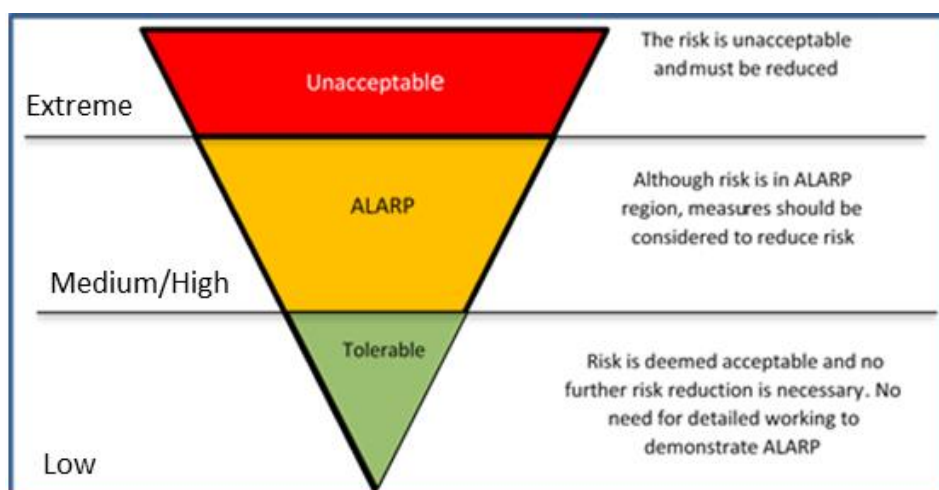 The risk is unacceptable
and must be reduced
Unacceptable
Extreme
Although risk is in ALARP
region, measures should be
considered to reduce risk
ALARP
Medium/High
Tolerable
Risk is deemed acceptable and no
further risk reduction is necessary. No
need for detailed working to
demonstrate ALARP
Low